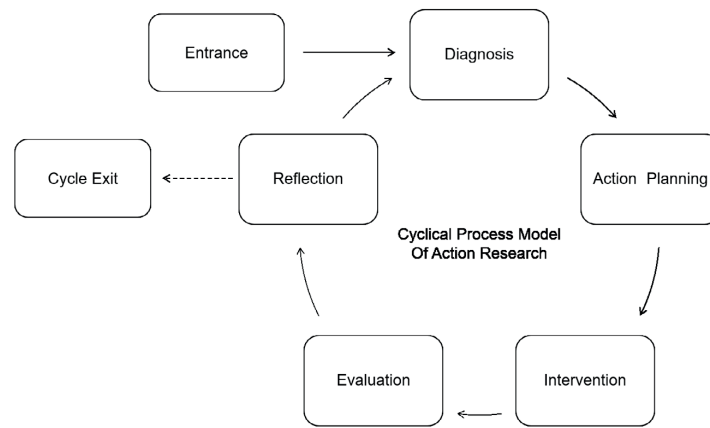 Entrance
Diagnosis
Cycle Exit
Reflection
Action Planning
Cyclical Process Model
Of Action Research
Evaluation
Intervention